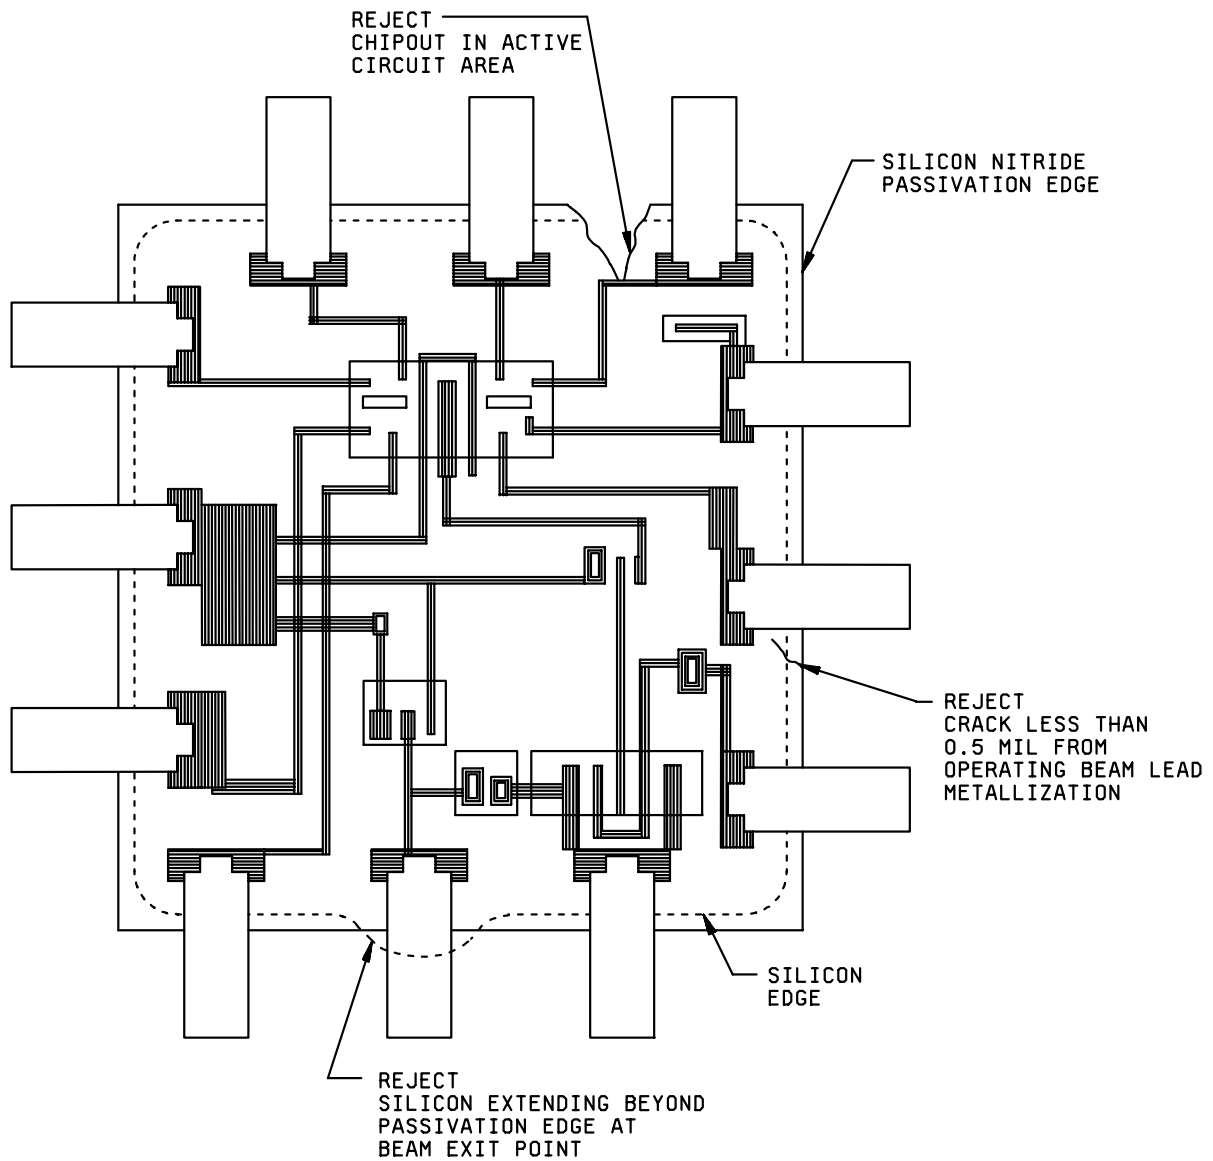 REJECT
CHIPOUT IN ACTIVE
CIRCUIT AREA
SILICON NITRIDE
PASSIVATION EDGE
REJECT
CRACK LESS THAN
0.5 MIL FROM
OPERATING BEAM LEAD
METALLIZATION
SILICON
EDGE
REJECT
SILICON EXTENDING BEYOND
PASSIVATION EDGE AT
BEAM EXIT POINT